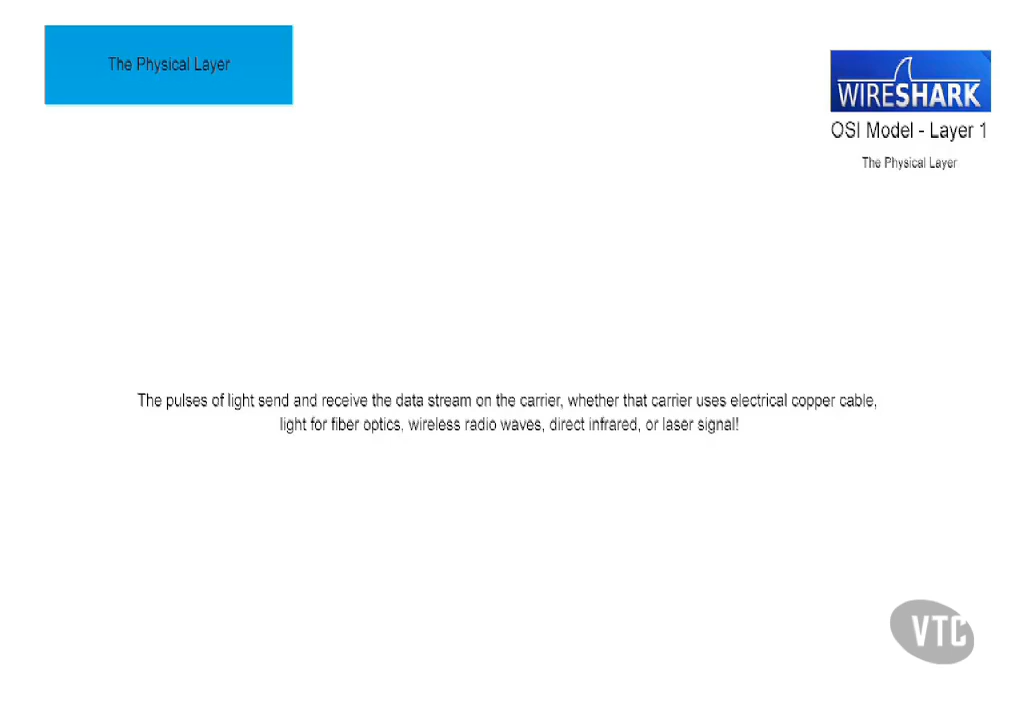 The Physical Layer
WIRESHARK
OSI Model - Layer 1
The Physical Layer
The pulses of light send and receive the data stream on the carrier, whether that carrier uses electrical copper cable,
light for fiber optics, wireless radio waves, direct infrared, or laser signal!
VTC